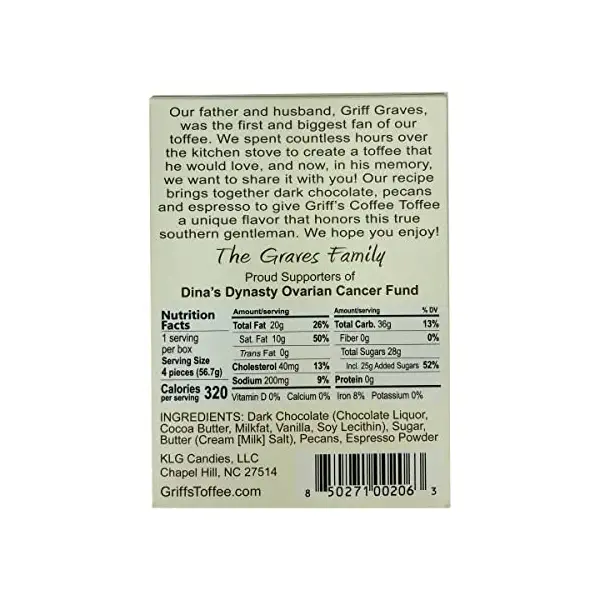 Our father and husband, Griff Graves,
was the first and biggest fan of our
toffee. We spent countless hours over
the kitchen stove to create a toffee that
he would love, and now, in his memory,
we want to share it with you! Our recipe
brings together dark chocolate, pecans
and espresso to give Griff's Coffee Toffee
a unique flavor that honors this true
southern gentleman. We hope you enjoy!
The Graves Family
Proud Supporters of
Dina's Dynasty Ovarian Cancer Fund
Nutrition
Facts
1 serving
per box
Serving Size
4 pieces (56.7g)
Calories
per serving 320
Amount/serving
Total Fat 20g 26%
Sat. Fat 10g 50%
Trans Fat 0g
Cholesterol 40mg 13%
Sodium 200mg 9%
Amount/serving % DV
Total Carb. 36g 13%
Fiber 0g 0%
Total Sugars 28g
Incl. 25g Added Sugars 52%
Protein 0g
Vitamin D 0% Calcium 0% Iron 8% Potassium 0%
INGREDIENTS: Dark Chocolate (Chocolate Liquor,
Cocoa Butter, Milkfat, Vanilla, Soy Lecithin), Sugar,
Butter (Cream [Milk] Salt), Pecans, Espresso Powder
KLG Candies, LLC
Chapel Hill, NC 27514
GriffsToffee.com
8 50271 00206 3